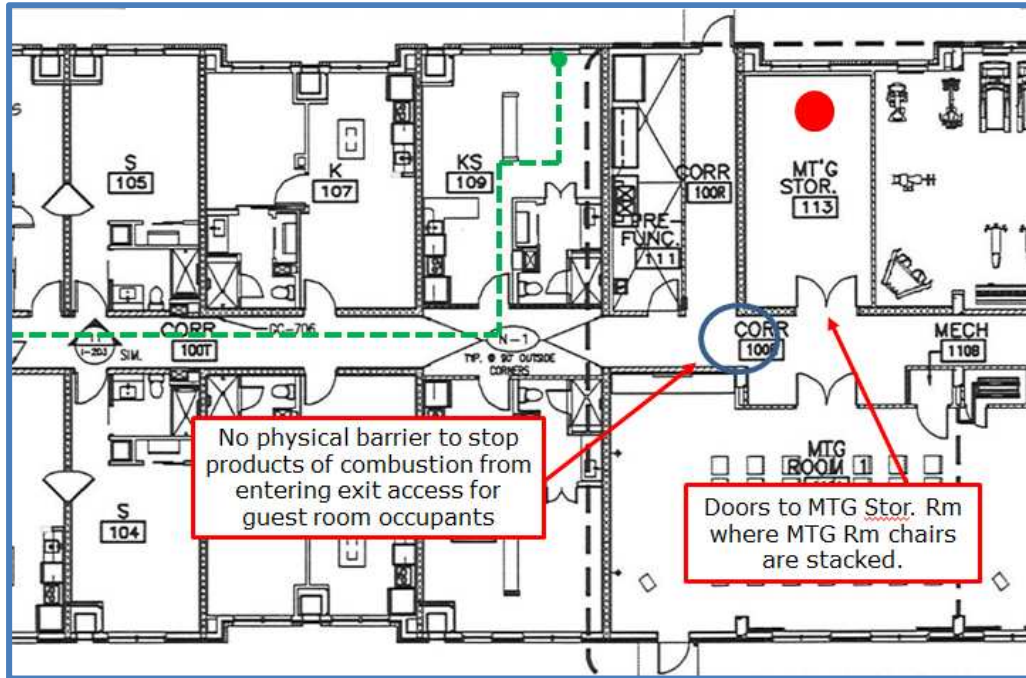 S
105
K
107
KS
109
CORR
100R
PRE-
FUNC.
111
MT'G
STOR.
113
CORR
100T
GC-706
SIM.
N-1
TYP. @ 90° OUTSIDE
CORNERS
CORR
MECH
110B
S
104
MTG
ROOM 1
No physical barrier to stop
products of combustion from
entering exit access for
guest room occupants
Doors to MTG Stor. Rm
where MTG Rm chairs
are stacked.